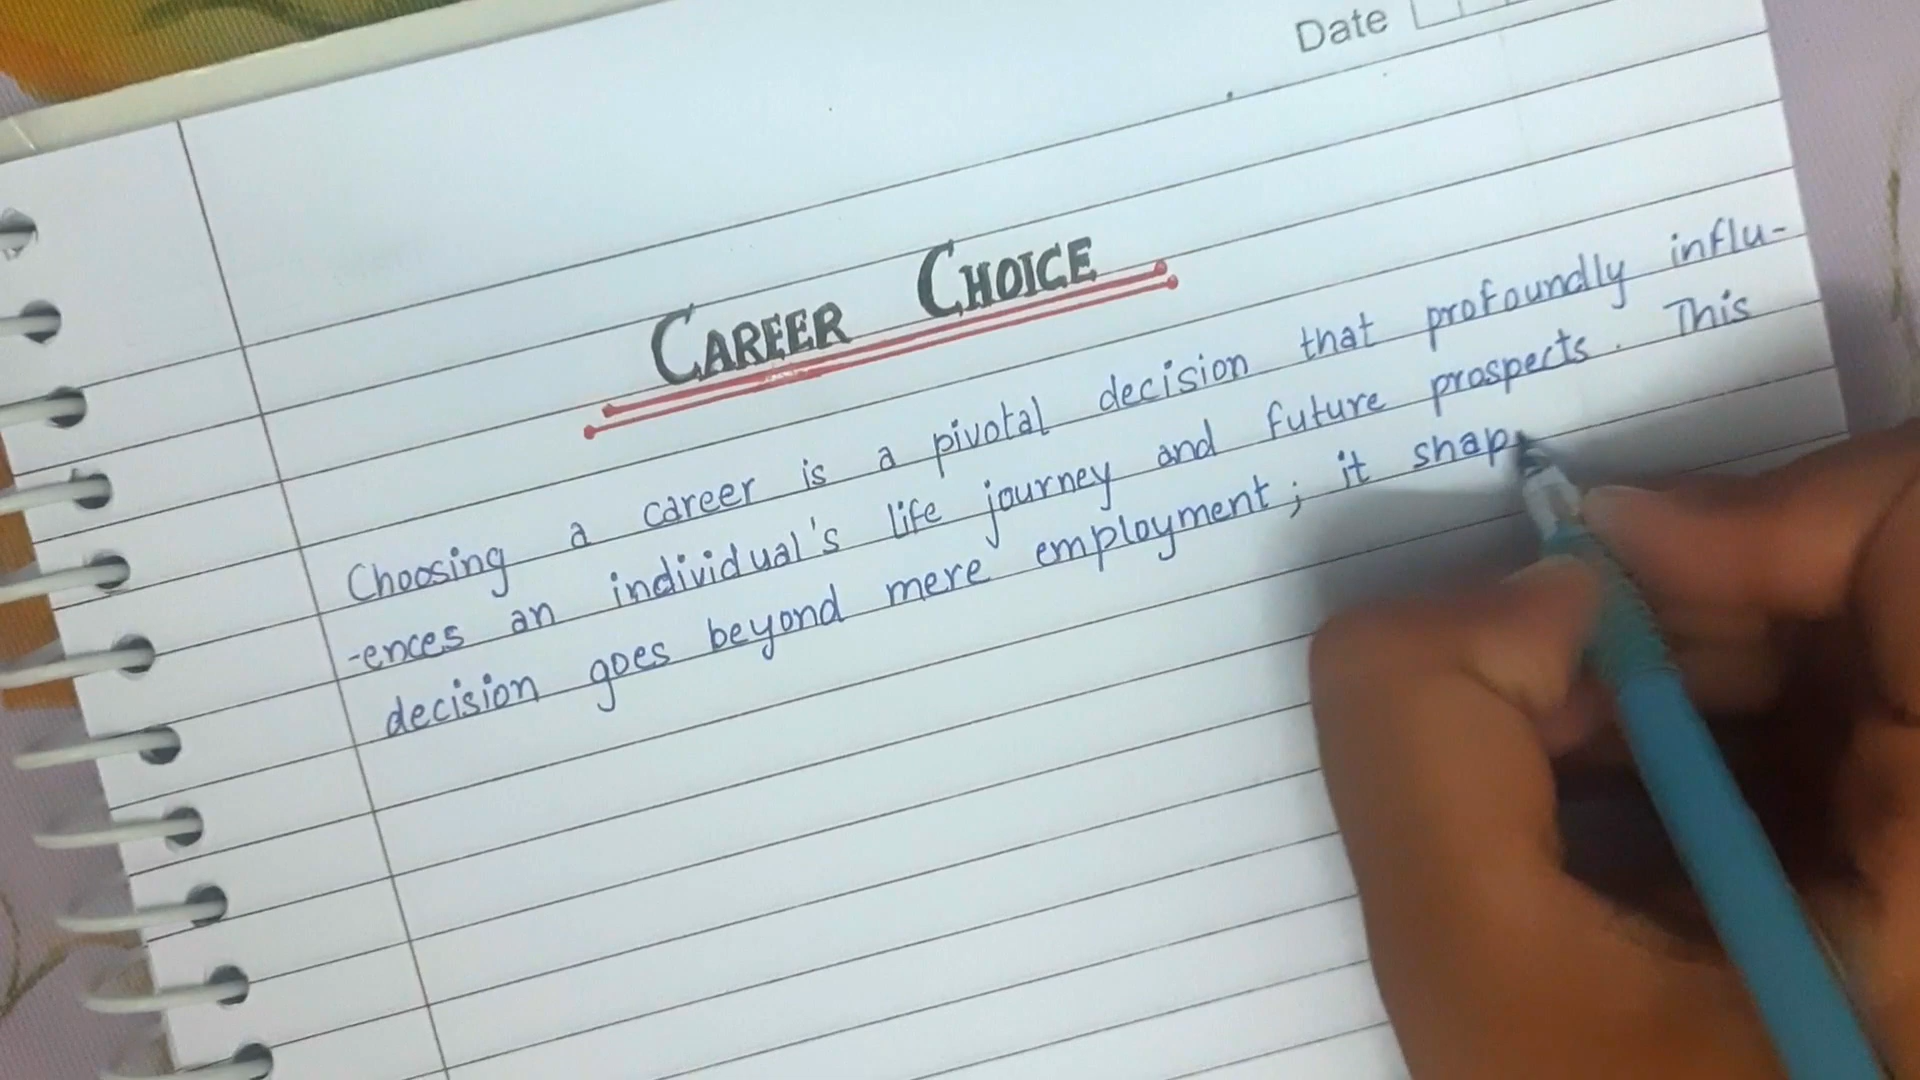 Date
CAREER CHOICE
Choosing a career is a pivotal decision that profoundly influ-
-ences an individual's life journey and future prospects. This
decision goes beyond mere employment; it shap